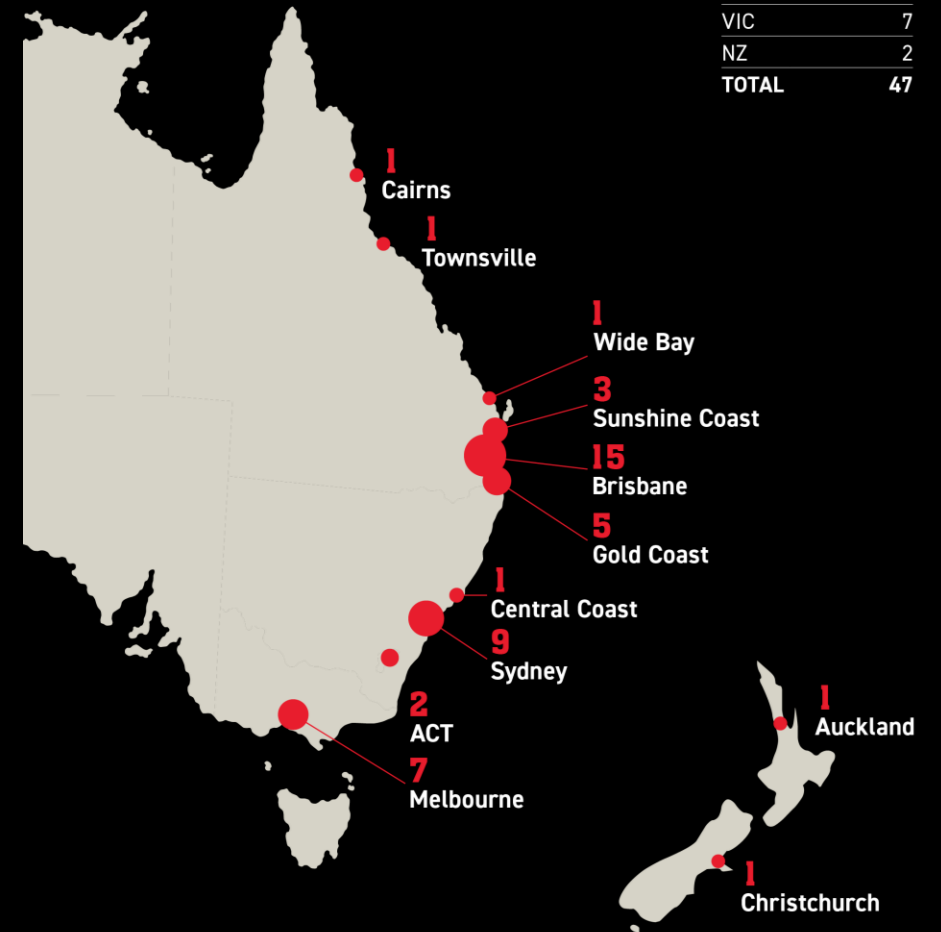 VIC 7
NZ 2
TOTAL 47
1
Cairns
1
Townsville
1
Wide Bay
3
Sunshine Coast
15
Brisbane
5
Gold Coast
1
Central Coast
9
Sydney
2
ACT
7
Melbourne
1
Auckland
1
Christchurch